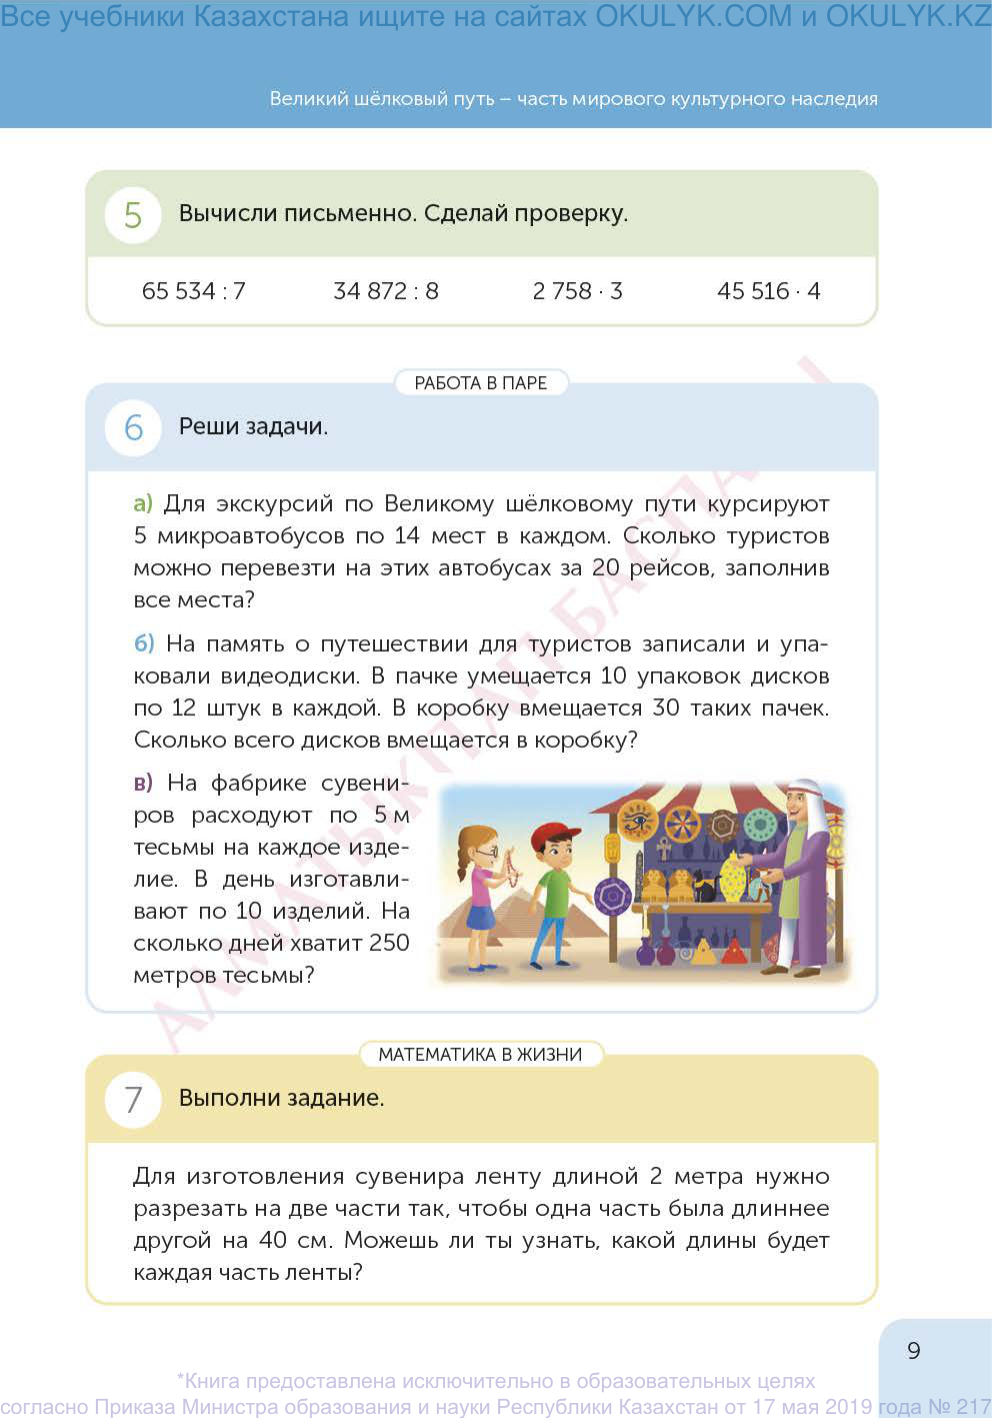 Все учебники Казахстана ищите на сайтах OKULYK.COM и OKULYK.KZ
Великий шёлковый путь – часть мирового культурного наследия
5
Вычисли письменно. Сделай проверку.
65 534 : 7
34 872 : 8
2 758 · 3
45 516 · 4
РАБОТА В ПАРЕ
6
Реши задачи.
а) Для экскурсий по Великому шёлковому пути курсируют
5 микроавтобусов по 14 мест в каждом. Сколько туристов
можно перевезти на этих автобусах за 20 рейсов, заполнив
все места?
б) На память о путешествии для туристов записали и упа-
ковали видеодиски. В пачке умещается 10 упаковок дисков
по 12 штук в каждой. В коробку вмещается 30 таких пачек.
Сколько всего дисков вмещается в коробку?
в) На фабрике сувени-
ров расходуют по 5 м
тесьмы на каждое изде-
лие. В день изготавли-
вают по 10 изделий. На
сколько дней хватит 250
метров тесьмы?
МАТЕМАТИКА В ЖИЗНИ
7
Выполни задание.
Для изготовления сувенира ленту длиной 2 метра нужно
разрезать на две части так, чтобы одна часть была длиннее
другой на 40 см. Можешь ли ты узнать, какой длины будет
каждая часть ленты?
9
*Книга предоставлена исключительно в образовательных целях
согласно Приказа Министра образования и науки Республики Казахстан от 17 мая 2019 года № 217